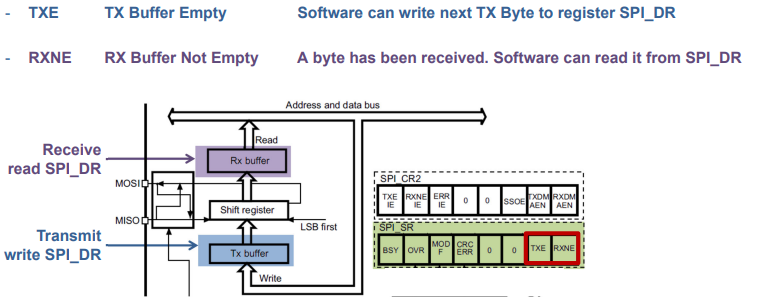 - TXE TX Buffer Empty Software can write next TX Byte to register SPI_DR
- RXNE RX Buffer Not Empty A byte has been received. Software can read it from SPI_DR
Address and data bus
Read
Receive
read SPI_DR
Rx buffer
MOSI
MISO
Shift register
LSB first
Transmit
write SPI_DR
Tx buffer
Write
SPI_CR2
TXE IE RXNE IE ERR IE 0 0 SSOE TXDM AEN RXDM AEN
SPI_SR
BSY OVR MOD F CRC ERR 0 0 TXE RXNE